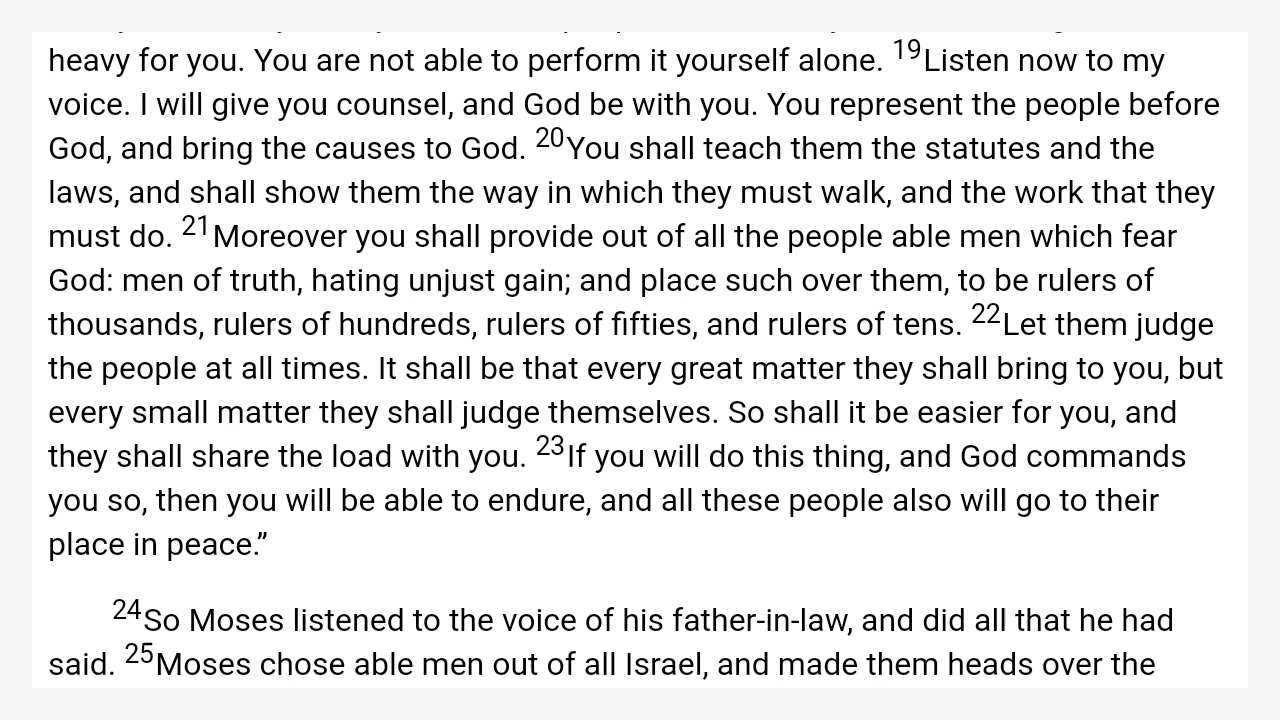 heavy for you. You are not able to perform it yourself alone. 19Listen now to my
voice. I will give you counsel, and God be with you. You represent the people before
God, and bring the causes to God. 20You shall teach them the statutes and the
laws, and shall show them the way in which they must walk, and the work that they
must do. 21Moreover you shall provide out of all the people able men which fear
God: men of truth, hating unjust gain; and place such over them, to be rulers of
thousands, rulers of hundreds, rulers of fifties, and rulers of tens. 22Let them judge
the people at all times. It shall be that every great matter they shall bring to you, but
every small matter they shall judge themselves. So shall it be easier for you, and
they shall share the load with you. 23If you will do this thing, and God commands
you so, then you will be able to endure, and all these people also will go to their
place in peace.”
24So Moses listened to the voice of his father-in-law, and did all that he had
said. 25Moses chose able men out of all Israel, and made them heads over the